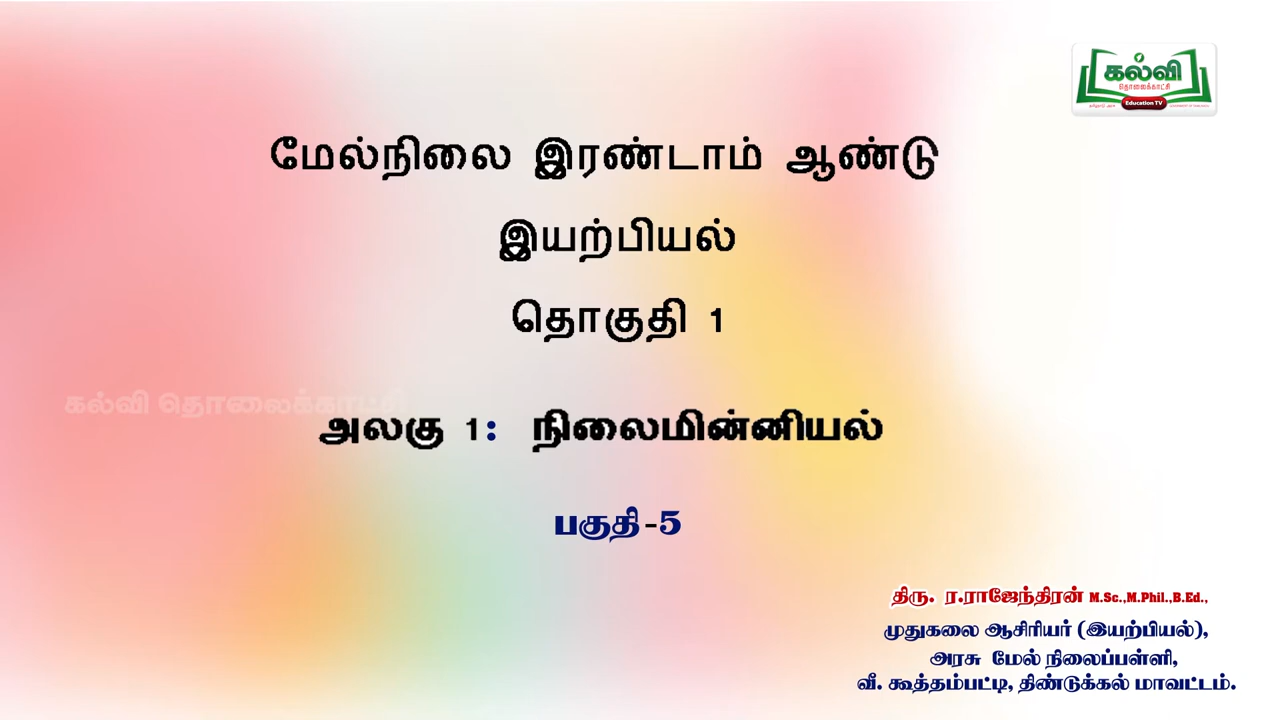 கல்வி
தொலைக்காட்சி
Education TV
மேல்நிலை இரண்டாம் ஆண்டு
இயற்பியல்
தொகுதி 1
கல்வி தொலைக்காட்சி
அலகு 1: நிலைமின்னியல்
பகுதி-5
திரு. ர.ராஜேந்திரன் M.Sc.,M.Phil.,B.Ed.,
முதுகலை ஆசிரியர் (இயற்பியல்),
அரசு மேல் நிலைப்பள்ளி,
வீ. கூத்தம்பட்டி, திண்டுக்கல் மாவட்டம்.